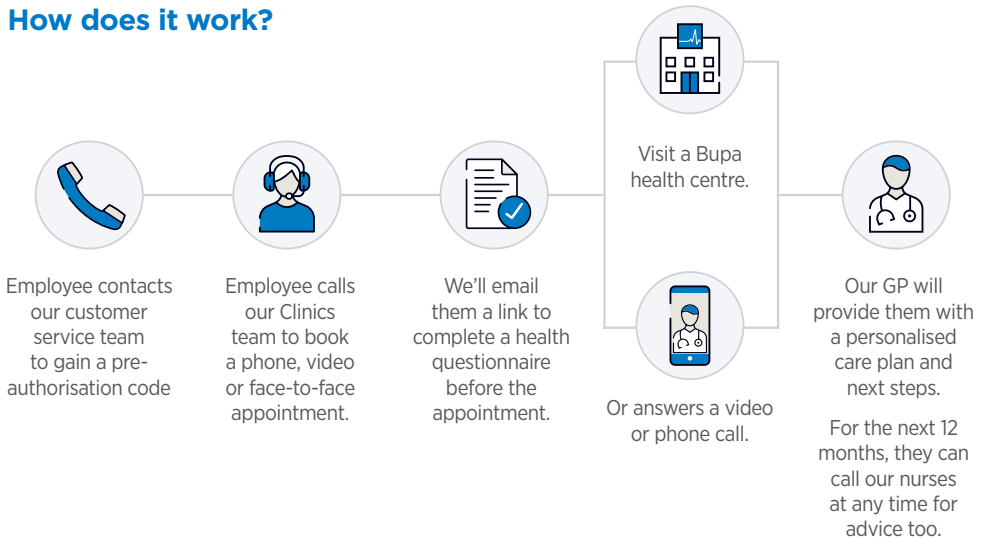 How does it work?
Employee contacts
our customer
service team
to gain a pre-
authorisation code
Employee calls
our Clinics
team to book
a phone, video
or face-to-face
appointment.
We’ll email
them a link to
complete a health
questionnaire
before the
appointment.
Visit a Bupa
health centre.
Or answers a video
or phone call.
Our GP will
provide them with
a personalised
care plan and
next steps.
For the next 12
months, they can
call our nurses
at any time for
advice too.